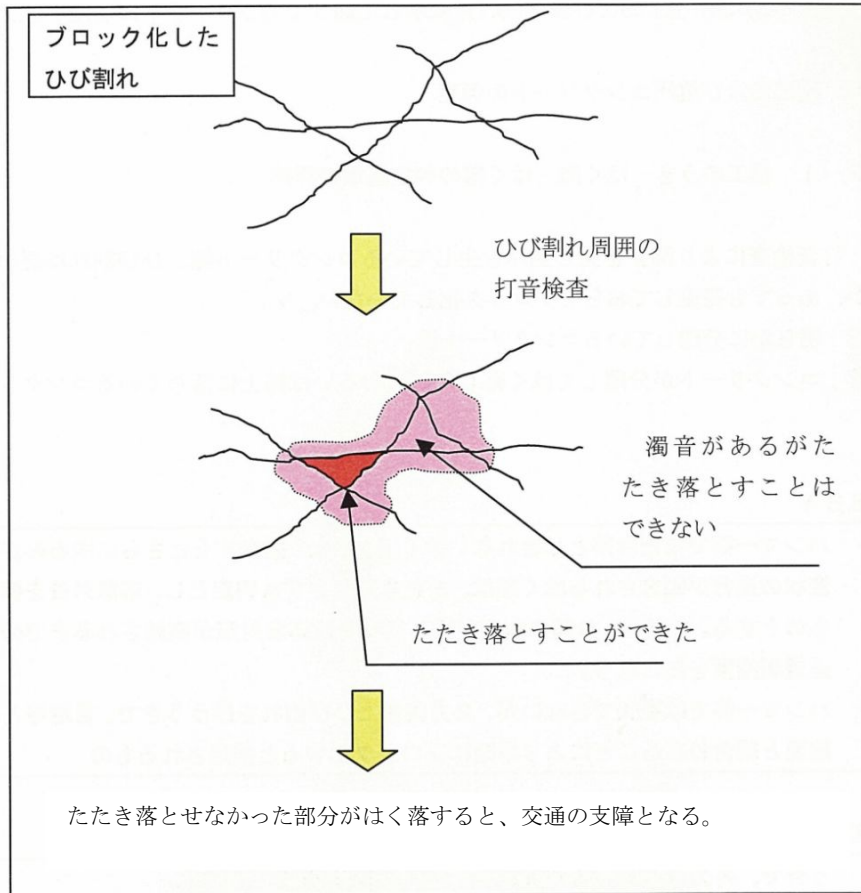 ブロック化した
ひび割れ
ひび割れ周囲の
打音検査
濁音があるがた
たき落とすことは
できない
たたき落とすことができた
たたき落とせなかった部分がはく落すると、交通の支障となる。